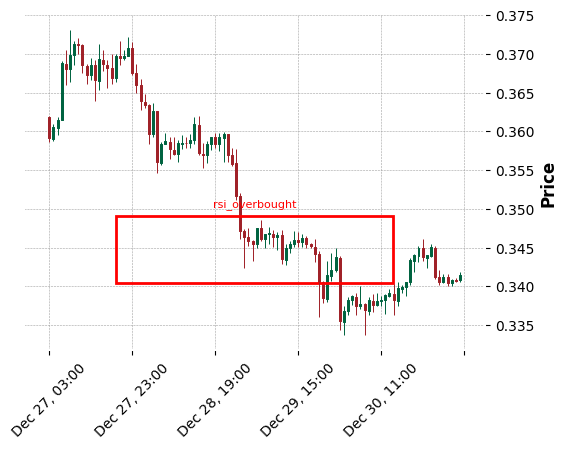 0.375
0.370
0.365
0.360
0.355
0.350
0.345
0.340
0.335
Price
rsi_overbought
Dec 27, 03:00
Dec 27, 23:00
Dec 28, 19:00
Dec 29, 15:00
Dec 30, 11:00